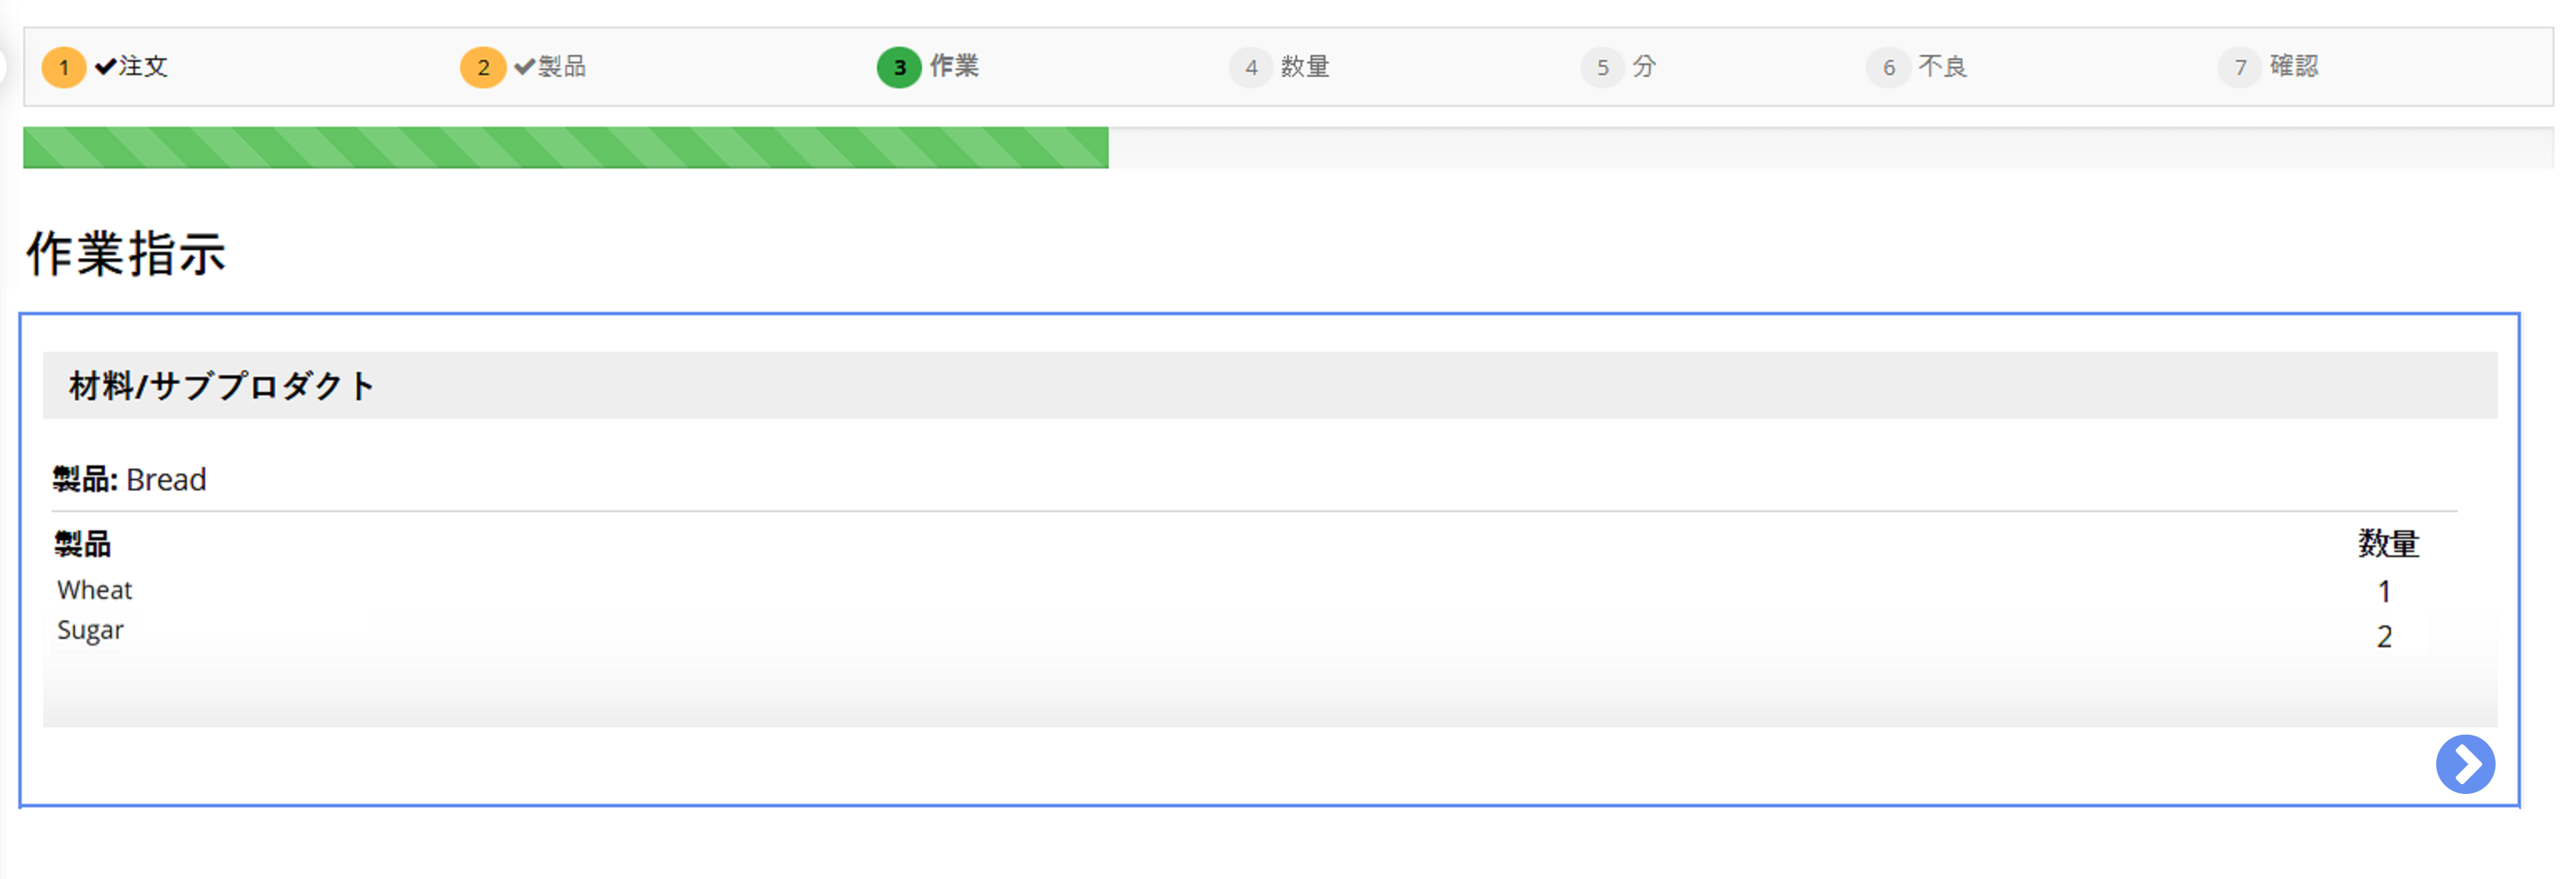 1 ✔注文 2 ✔製品 3 作業 4 数量 5 分 6 不良 7 確認
作業指示
材料/サブプロダクト
製品: Bread
製品 数量
Wheat 1
Sugar 2